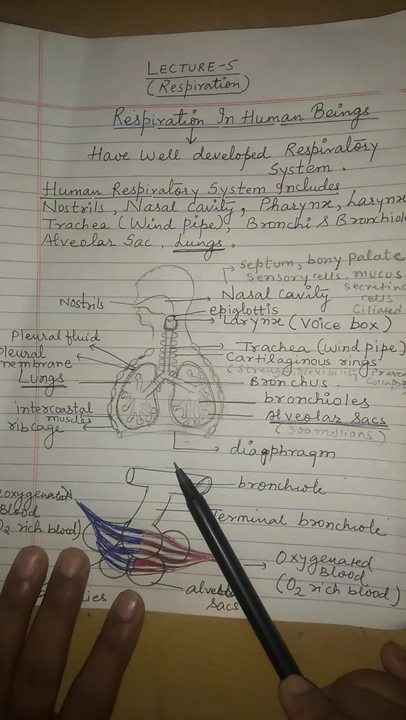 LECTURE-5
(Respiration)
Respiration In Human Beings
Have Well developed Respiratory
System.
Human Respiratory System Includes
Nostrils, Nasal cavity, Pharynx, Larynx
Trachea (Wind pipe), Bronchi & Bronchiol
Alveolar Sac, Lungs.
septum, bony palate
Sensory cells, mucus
secreting
cells
Ciliated
Nostrils
Nasal cavity
epiglottis
Larynx (Voice box)
Pleural fluid
Trachea (wind pipe)
Pleural
membrane
Cartilaginous rings
Lungs
Bronchus
bronchioles
intercoastal
muscles
Alveolar Sacs
ribcage
(300 millions)
diagphragm
bronchiole
eoxygenated
Blood
O2 rich blood)
Terminal bronchiole
Oxygenated
Blood
(O2 rich blood)
ies
Sacs